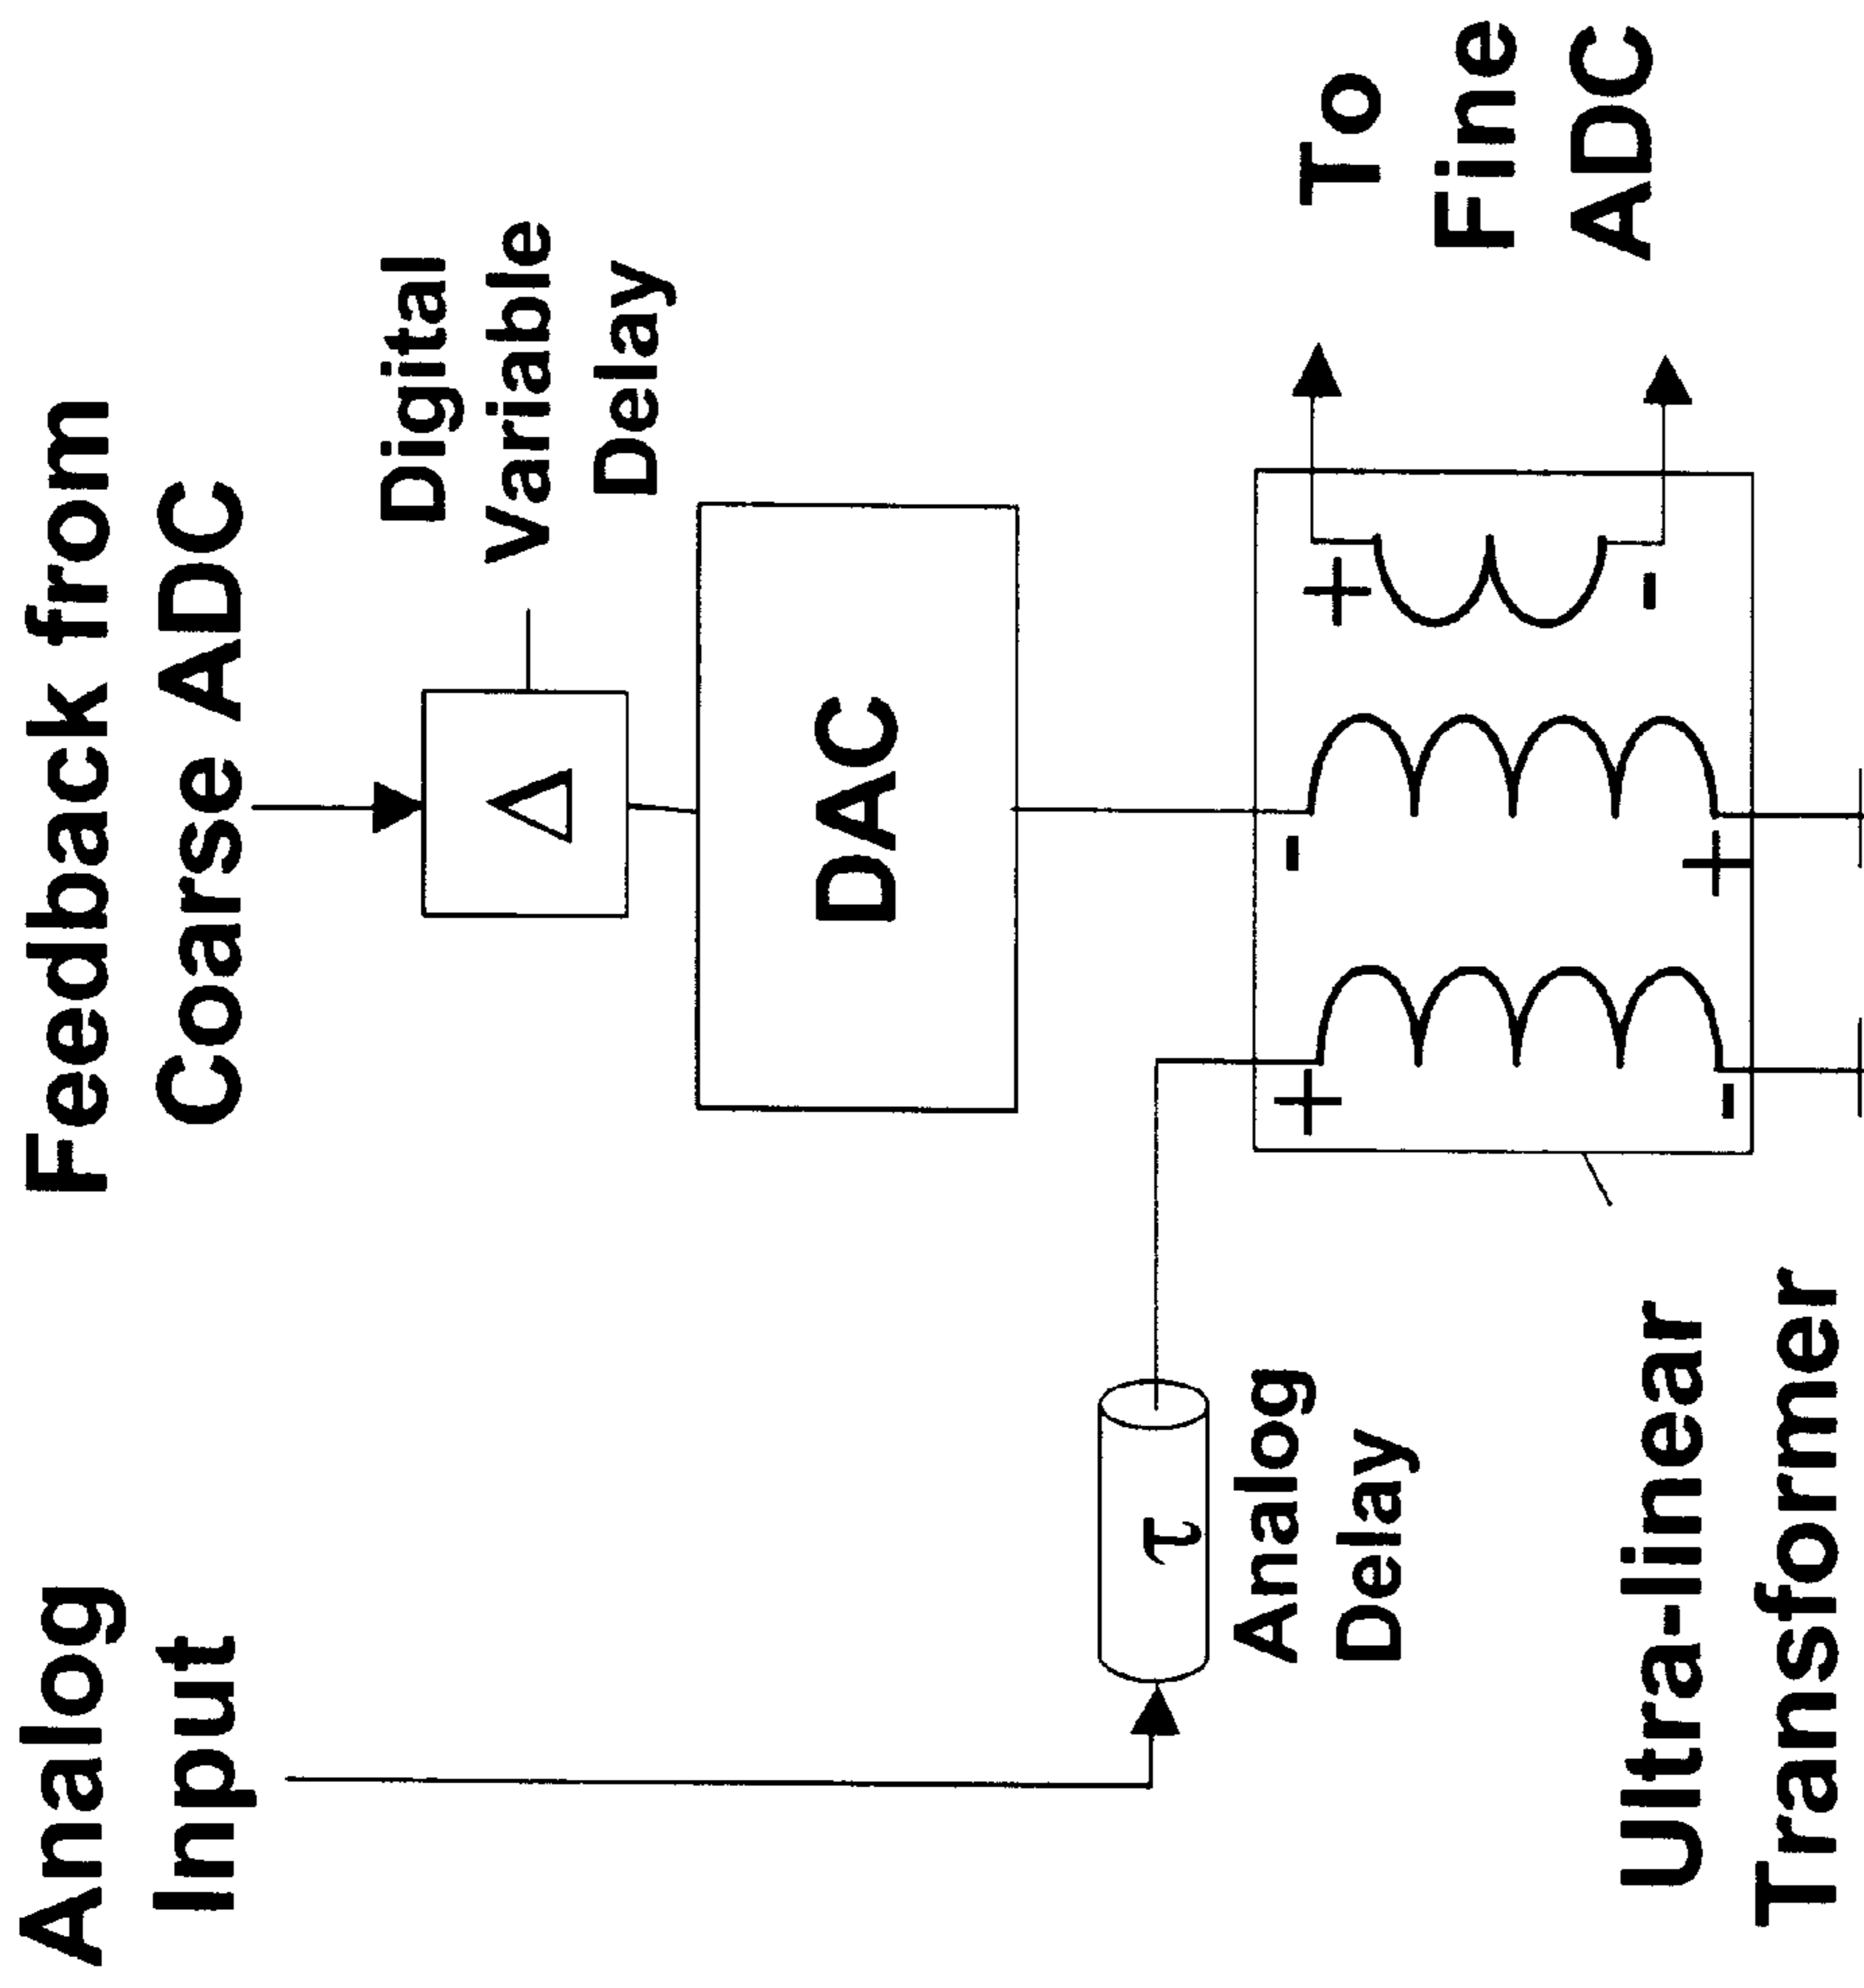 Analog
Input
Feedback from
Coarse ADC
Δ
Digital
Variable
Delay
DAC
τ
Analog
Delay
+
-
-
+
+
-
To
Fine
ADC
Ultra-linear
Transformer